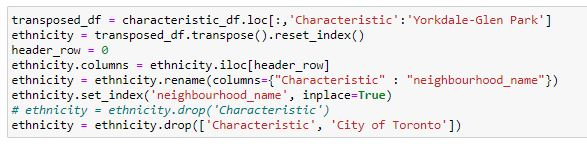 transposed_df = characteristic_df.loc[:,'Characteristic':'Yorkdale-Glen Park']
ethnicity = transposed_df.transpose().reset_index()
header_row = 0
ethnicity.columns = ethnicity.iloc[header_row]
ethnicity = ethnicity.rename(columns={"Characteristic" : "neighbourhood_name"})
ethnicity.set_index('neighbourhood_name', inplace=True)
# ethnicity = ethnicity.drop('Characteristic')
ethnicity = ethnicity.drop(['Characteristic', 'City of Toronto'])